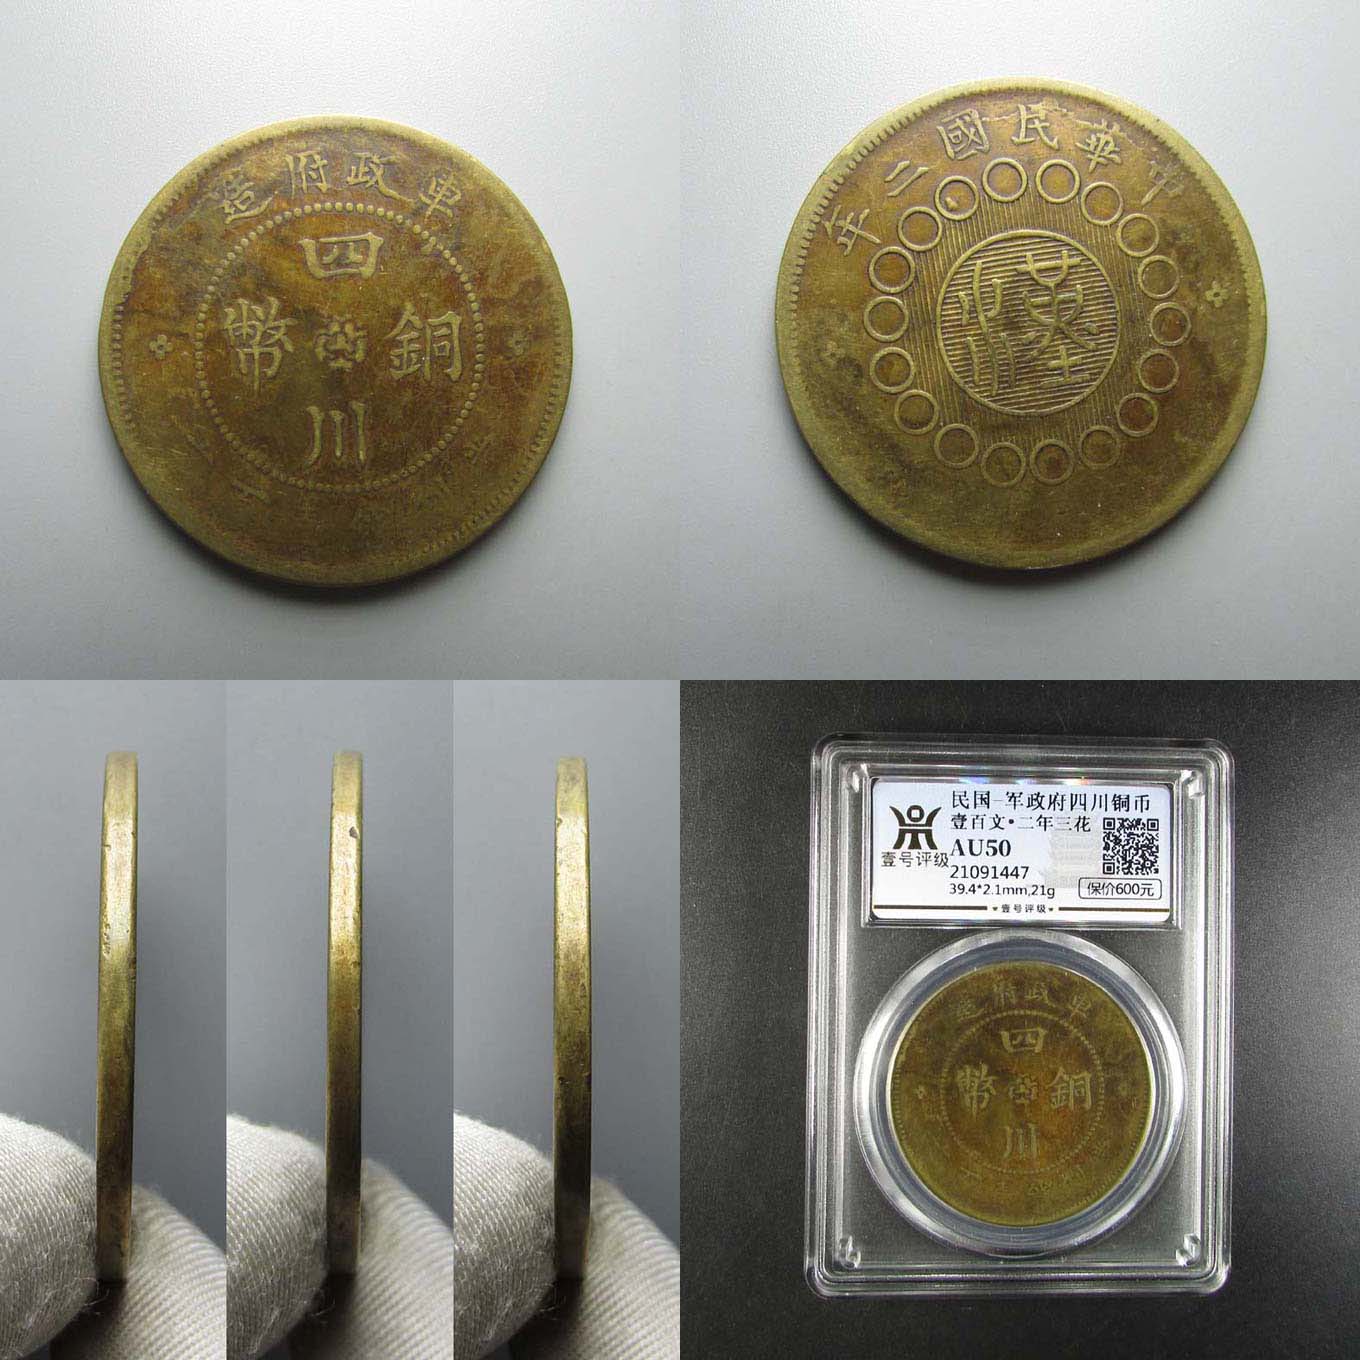 軍政府造
四川
銅幣
中華民國二年
漢
民国-军政府四川铜币
壹百文•二年三花
AU50
21091447
39.4*2.1mm,21g
壹号评级
保价600元
壹号评级
軍政府造
四川
銅幣